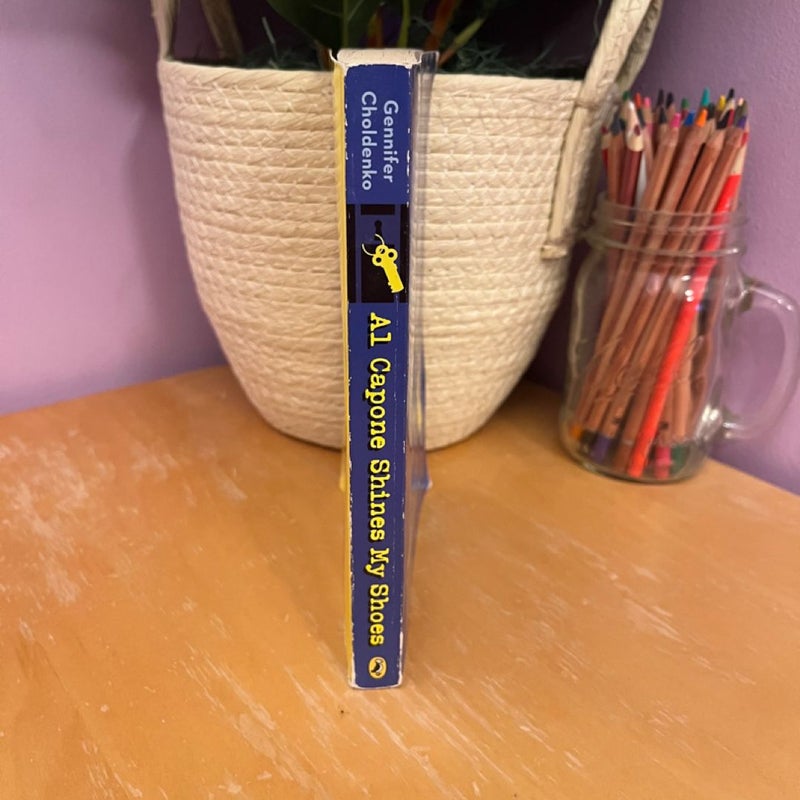 Gennifer
Choldenko
Al Capone Shines My Shoes